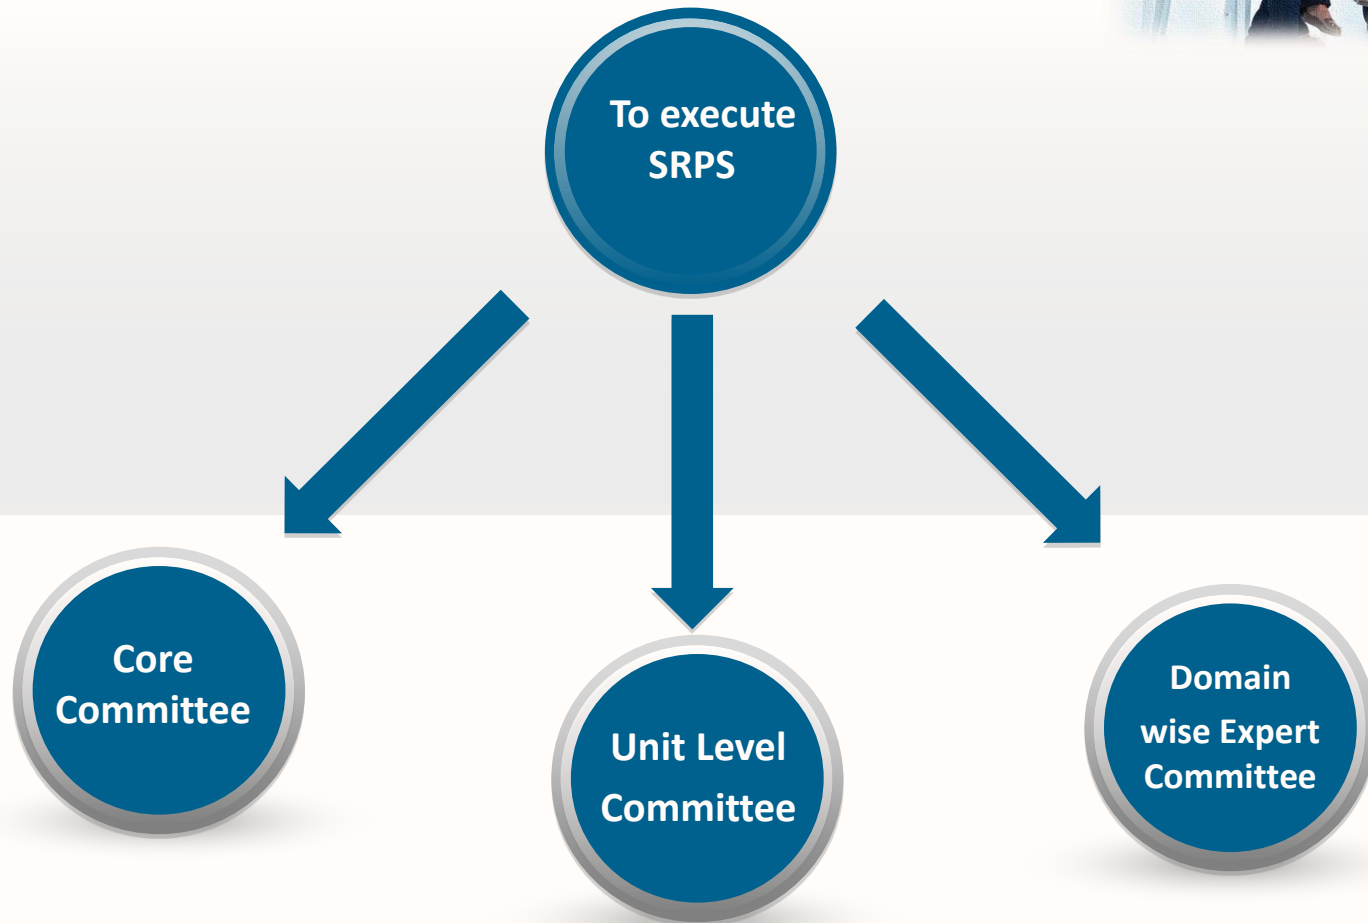 To execute
SRPS
Core
Committee
Unit Level
Committee
Domain
wise Expert
Committee